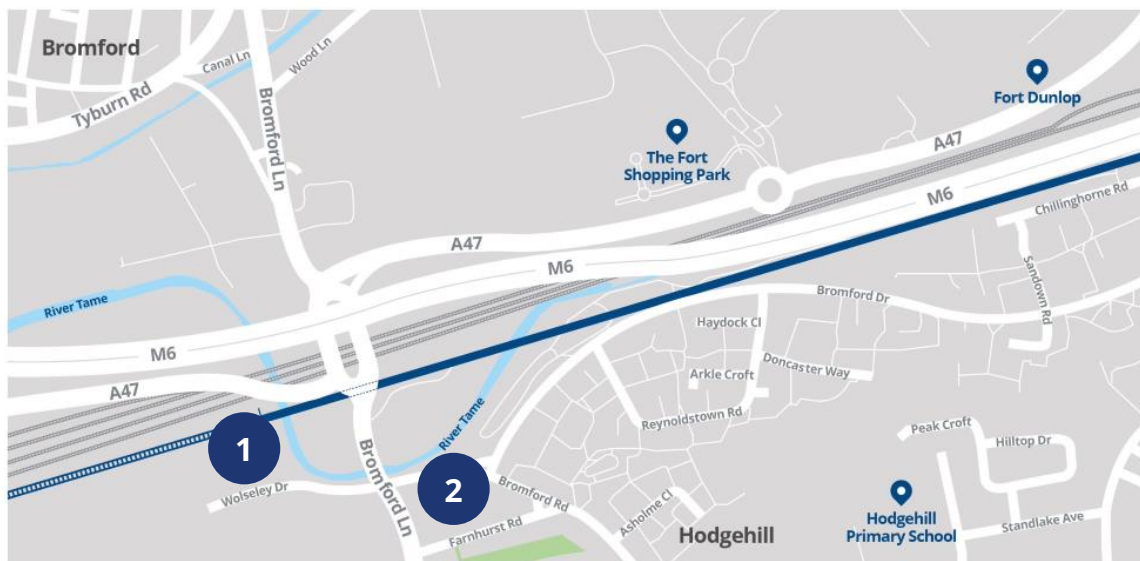 Bromford
Canal Ln
Wood Ln
Tyburn Rd
Bromford Ln
Fort Dunlop
The Fort
Shopping Park
A47
M6
Chillinghorne Rd
A47
M6
Sandown Rd
Bromford Dr
River Tame
Haydock Cl
M6
Doncaster Way
Arkle Croft
A47
Reynoldstown Rd
River Tame
Peak Croft
Hilltop Dr
1
Bromford Ln
2
Wolseley Dr
Bromford Rd
Asholme Cl
Farnhurst Rd
Hodgehill
Hodgehill
Primary School
Standlake Ave